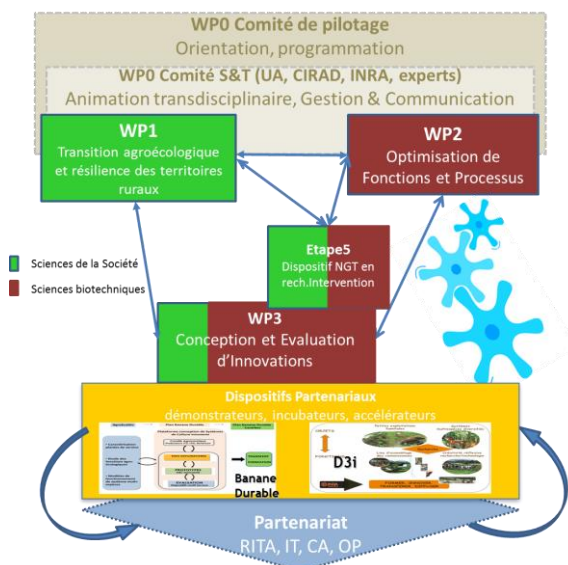 WP0 Comité de pilotage
Orientation, programmation
WP0 Comité S&T (UA, CIRAD, INRA, experts)
Animation transdisciplinaire, Gestion & Communication
WP1
Transition agroécologique
et résilience des territoires
ruraux
WP2
Optimisation de
Fonctions et Processus
Etape5
Dispositif NGT en
rech.Intervention
Sciences de la Société
Sciences biotechniques
WP3
Conception et Evaluation
d'Innovations
Dispositifs Partenariaux
démonstrateurs, incubateurs, accélérateurs
Banane
Durable
D3i
Partenariat
RITA, IT, CA, OP